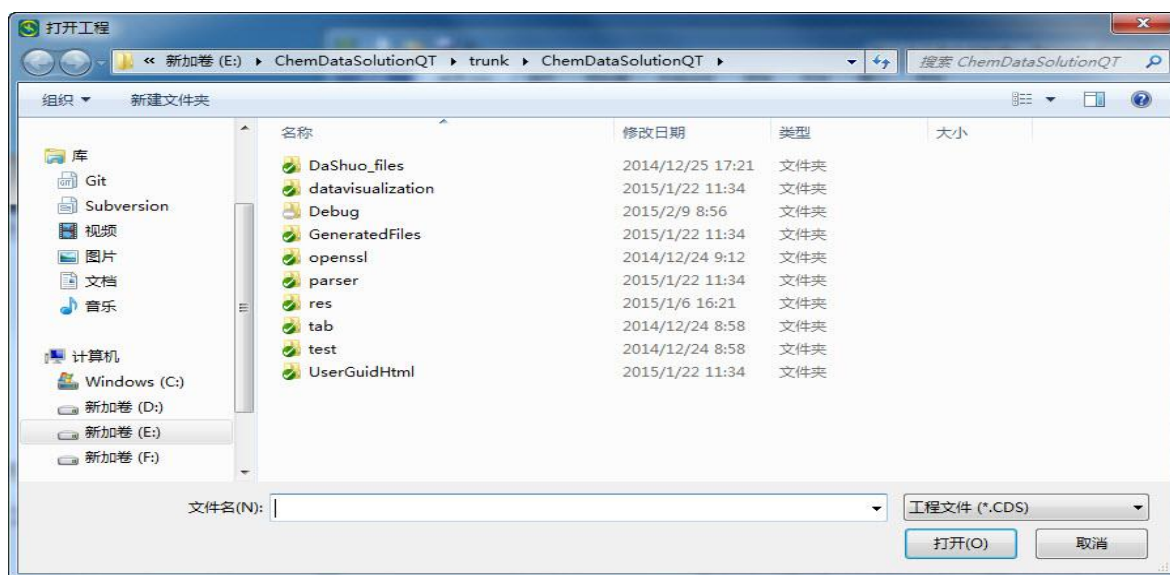 打开工程
« 新加卷 (E:) ▸ ChemDataSolutionQT ▸ trunk ▸ ChemDataSolutionQT ▸ 搜索 ChemDataSolutionQT
组织 新建文件夹
名称 修改日期 类型 大小
库
Git
Subversion
视频
图片
文档
音乐
计算机
Windows (C:)
新加卷 (D:)
新加卷 (E:)
新加卷 (F:)
DaShuo_files 2014/12/25 17:21 文件夹
datavisualization 2015/1/22 11:34 文件夹
Debug 2015/2/9 8:56 文件夹
GeneratedFiles 2015/1/22 11:34 文件夹
openssl 2014/12/24 9:12 文件夹
parser 2015/1/22 11:34 文件夹
res 2015/1/6 16:21 文件夹
tab 2014/12/24 8:58 文件夹
test 2014/12/24 8:58 文件夹
UserGuidHtml 2015/1/22 11:34 文件夹
文件名(N): 工程文件 (*.CDS)
打开(O) 取消